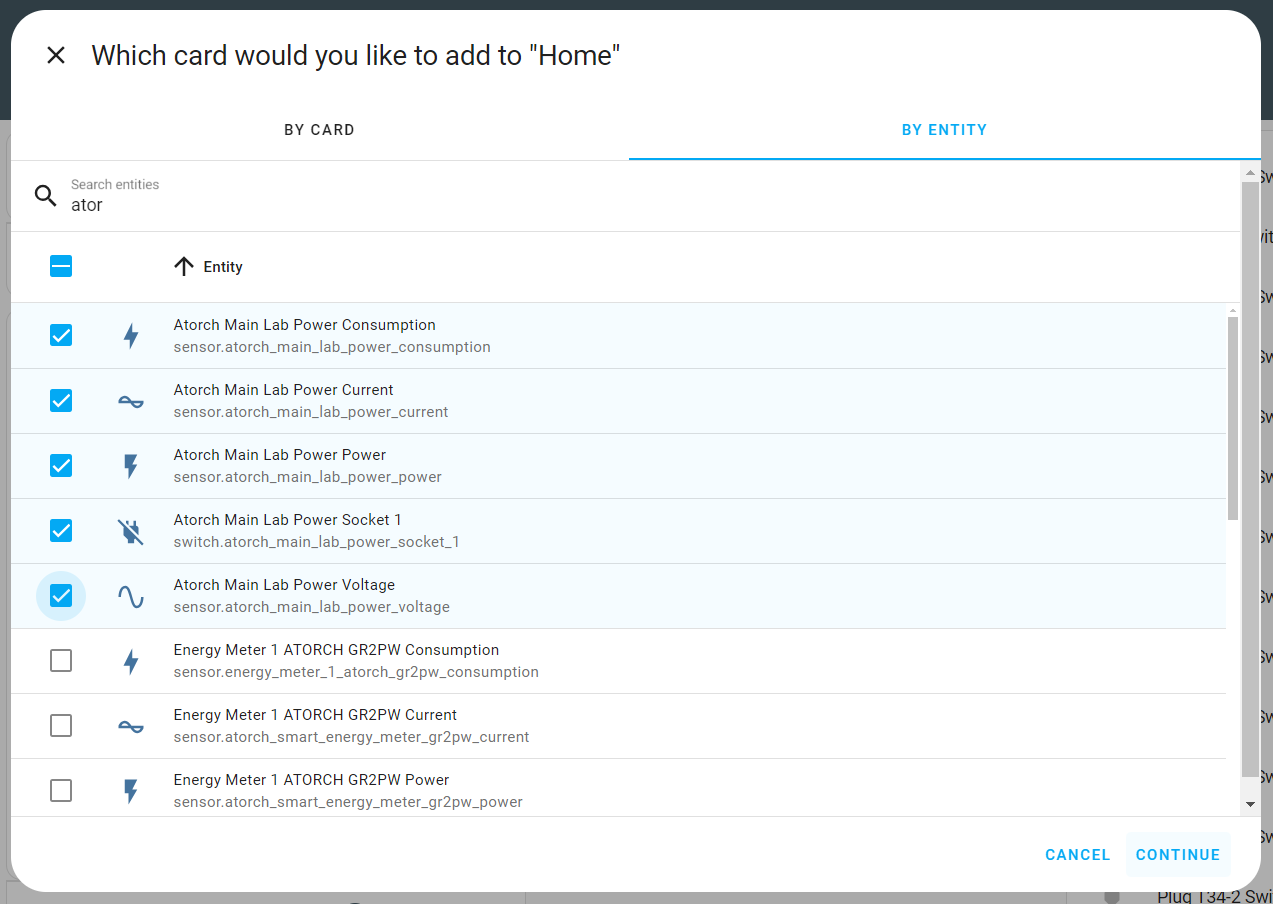 Which card would you like to add to "Home"
BY CARD
BY ENTITY
Search entities
ator
Entity
Atorch Main Lab Power Consumption
sensor.atorch_main_lab_power_consumption
Atorch Main Lab Power Current
sensor.atorch_main_lab_power_current
Atorch Main Lab Power Power
sensor.atorch_main_lab_power_power
Atorch Main Lab Power Socket 1
switch.atorch_main_lab_power_socket_1
Atorch Main Lab Power Voltage
sensor.atorch_main_lab_power_voltage
Energy Meter 1 ATORCH GR2PW Consumption
sensor.energy_meter_1_atorch_gr2pw_consumption
Energy Meter 1 ATORCH GR2PW Current
sensor.atorch_smart_energy_meter_gr2pw_current
Energy Meter 1 ATORCH GR2PW Power
sensor.atorch_smart_energy_meter_gr2pw_power
CANCEL
CONTINUE
Plug T34-2 Swi